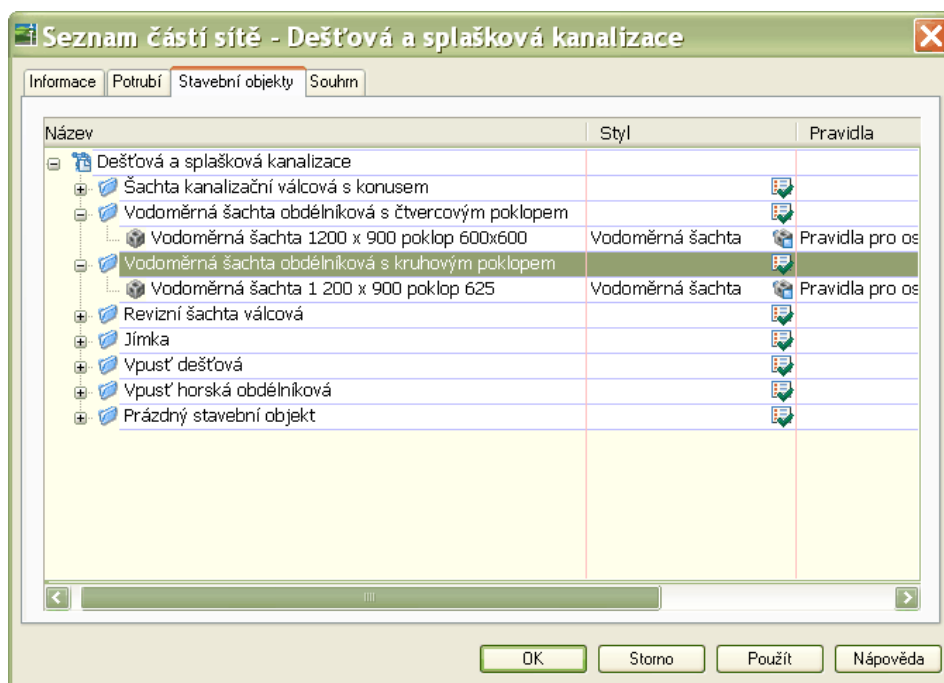 Seznam částí sítě - Dešťová a splašková kanalizace
Informace Potrubí Stavební objekty Souhrn
Název Styl Pravidla
Dešťová a splašková kanalizace
Šachta kanalizační válcová s konusem
Vodoměrná šachta obdélníková s čtvercovým poklopem
Vodoměrná šachta 1200 x 900 poklop 600x600 Vodoměrná šachta Pravidla pro os
Vodoměrná šachta obdélníková s kruhovým poklopem
Vodoměrná šachta 1 200 x 900 poklop 625 Vodoměrná šachta Pravidla pro os
Revizní šachta válcová
Jímka
Vpusť dešťová
Vpusť horská obdélníková
Prázdný stavební objekt
OK Storno Použít Nápověda